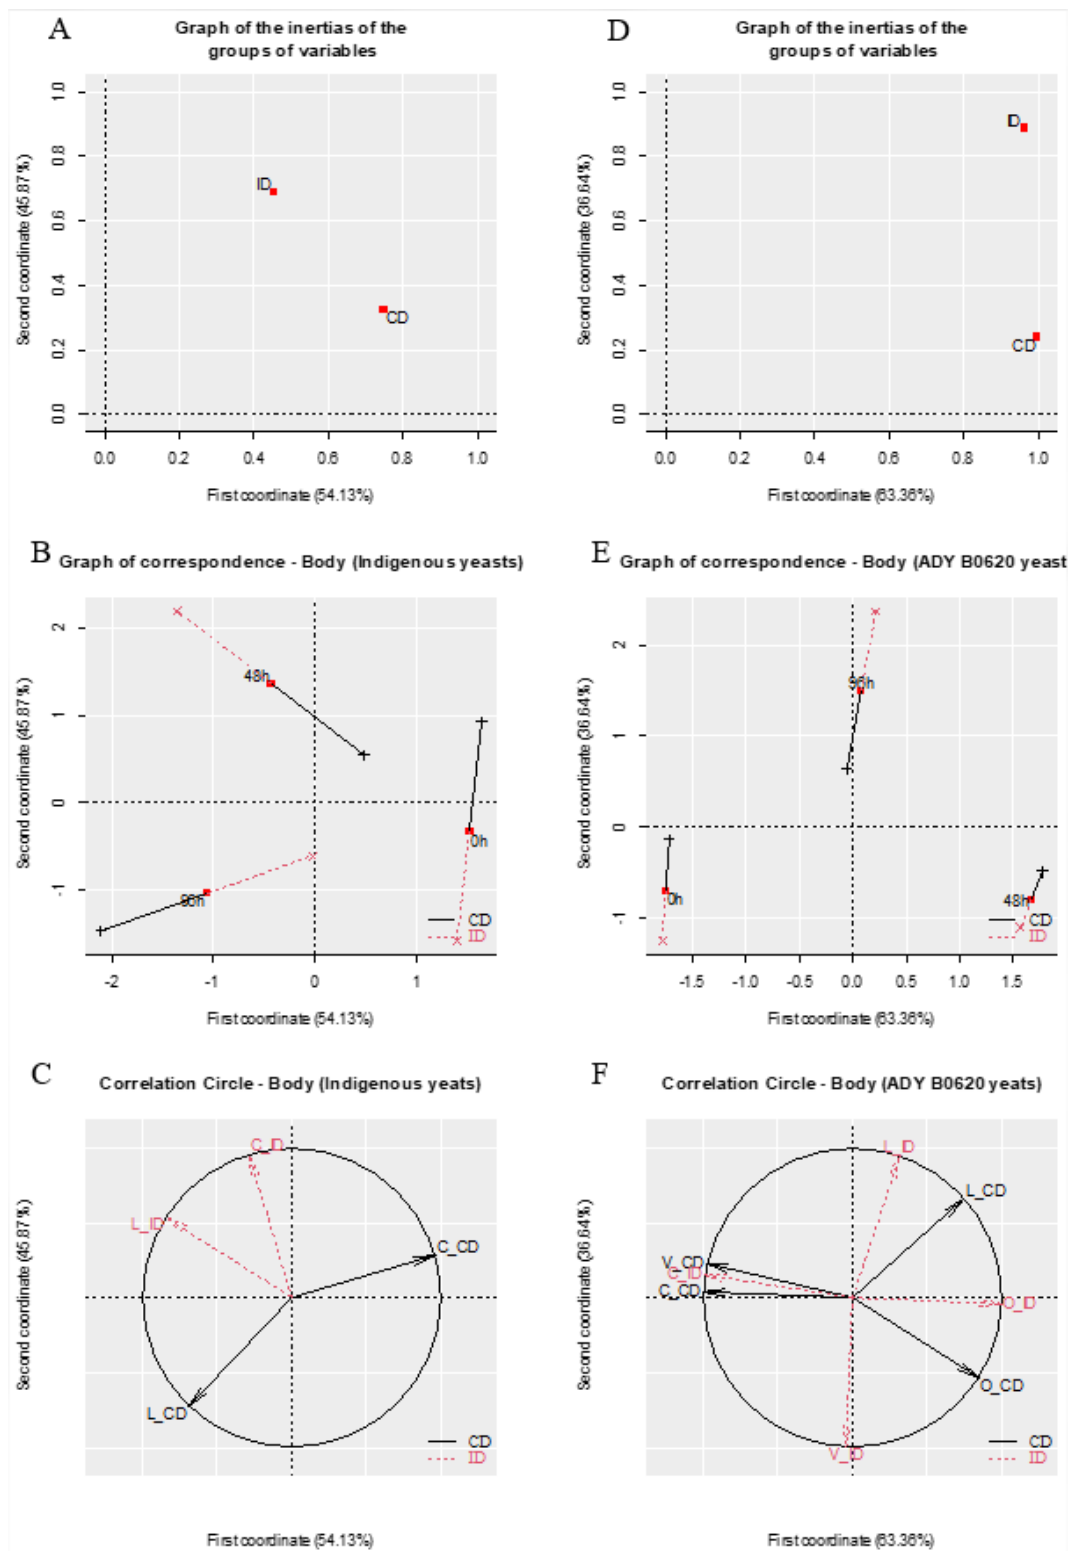 A
Graph of the inertias of the
groups of variables
Second coordinate (45.87%)
1.0
0.8
0.6
0.4
0.2
0.0
ID
CD
0.0 0.2 0.4 0.6 0.8 1.0
First coordinate (54.13%)
D
Graph of the inertias of the
groups of variables
Second coordinate (36.64%)
1.0
0.8
0.6
0.4
0.2
0.0
ID
CD
0.0 0.2 0.4 0.6 0.8 1.0
First coordinate (63.36%)
B
Graph of correspondence - Body (Indigenous yeasts)
Second coordinate (45.87%)
2
1
0
-1
48h
0h
96h
CD
ID
-2 -1 0 1
First coordinate (54.13%)
E
Graph of correspondence - Body (ADY B0620 yeast
Second coordinate (36.64%)
2
1
0
-1
96h
0h
48h
CD
ID
-1.5 -1.0 -0.5 0.0 0.5 1.0 1.5
First coordinate (63.36%)
C
Correlation Circle - Body (Indigenous yeats)
Second coordinate (45.87%)
C_ID
L_ID
C_CD
L_CD
CD
ID
First coordinate (54.13%)
F
Correlation Circle - Body (ADY B0620 yeats)
Second coordinate (36.64%)
L_ID
L_CD
V_CD
C_ID
C_CD
O_ID
O_CD
V_ID
CD
ID
First coordinate (63.36%)